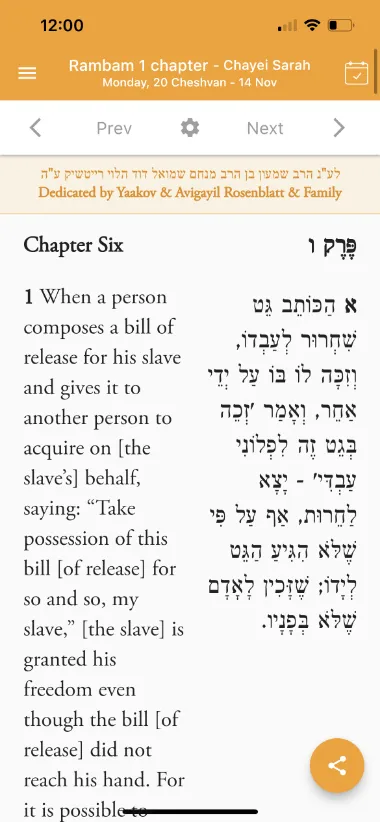 12:00
Rambam 1 chapter - Chayei Sarah
Monday, 20 Cheshvan - 14 Nov
Prev
Next
לע"נ הרב שמעון בן הרב מנחם שמואל דוד הלוי רייטשיק ע"ה
Dedicated by Yaakov & Avigayil Rosenblatt & Family
Chapter Six
1 When a person
composes a bill of
release for his slave
and gives it to
another person to
acquire on [the
slave’s] behalf,
saying: “Take
possession of this
bill [of release] for
so and so, my
slave,” [the slave] is
granted his
freedom even
though the bill [of
release] did not
reach his hand. For
it is possible to
פֶּרֶק ו
א הַכּוֹתֵב גֵּט
שִׁחְרוּר לְעַבְדוֹ,
וְזִכָּה לוֹ בּוֹ עַל יְדֵי
אַחֵר, וְאָמַר 'זְכֵה
בְּגֵט זֶה לִפְלוֹנִי
עַבְדִּי' - יָצָא
לְחֵרוּת, אַף עַל פִּי
שֶׁלֹּא הִגִּיעַ הַגֵּט
לְיָדוֹ; שֶׁזָּכִין לְאָדָם
שֶׁלֹּא בְּפָנָיו.